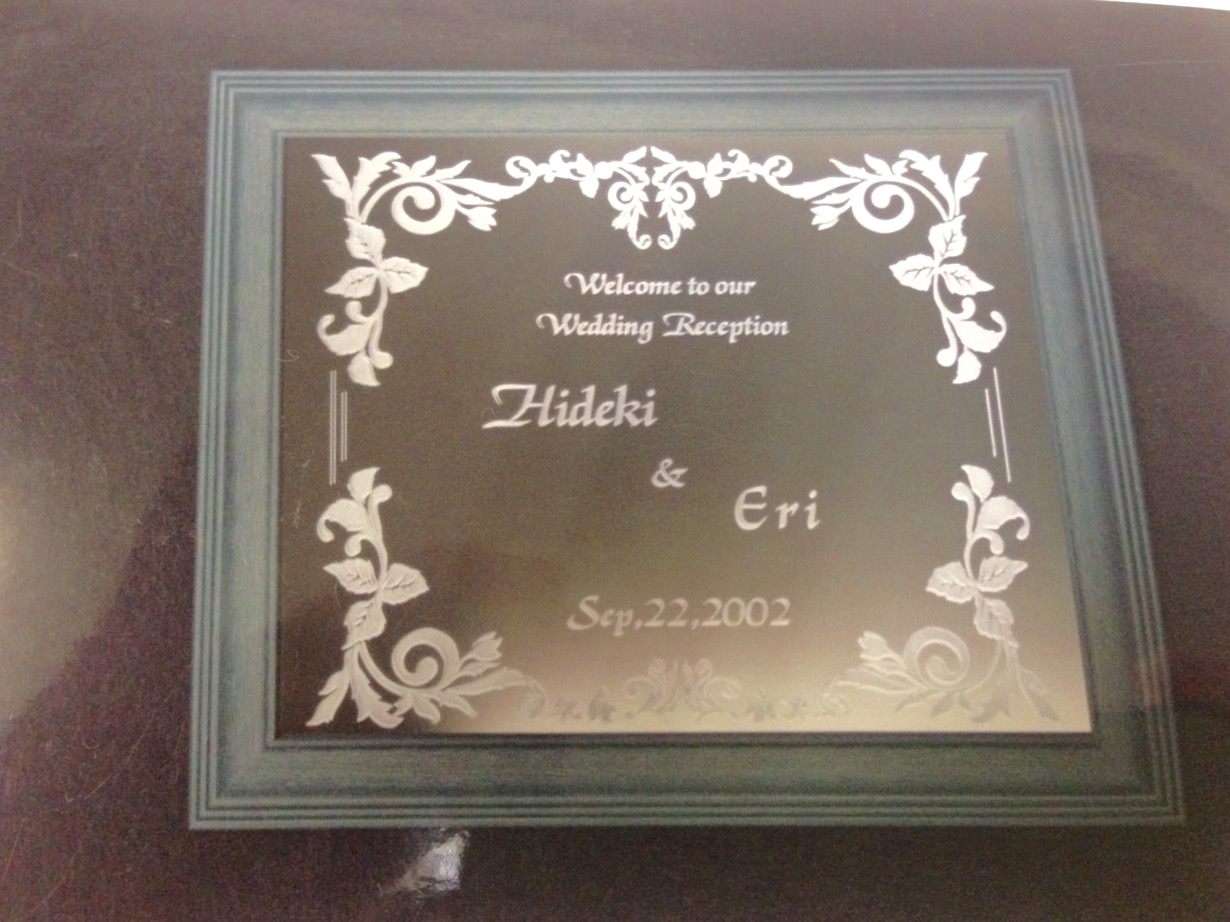 Welcome to our
Wedding Reception
Hideki
&
Eri
Sep,22,2002